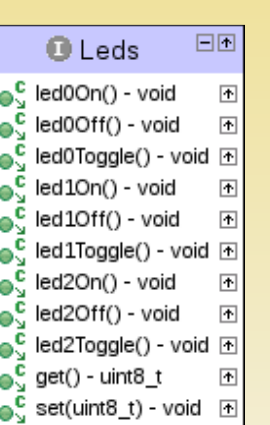 I Leds
C led0On() - void
C led0Off() - void
C led0Toggle() - void
C led1On() - void
C led1Off() - void
C led1Toggle() - void
C led2On() - void
C led2Off() - void
C led2Toggle() - void
C get() - uint8_t
C set(uint8_t) - void